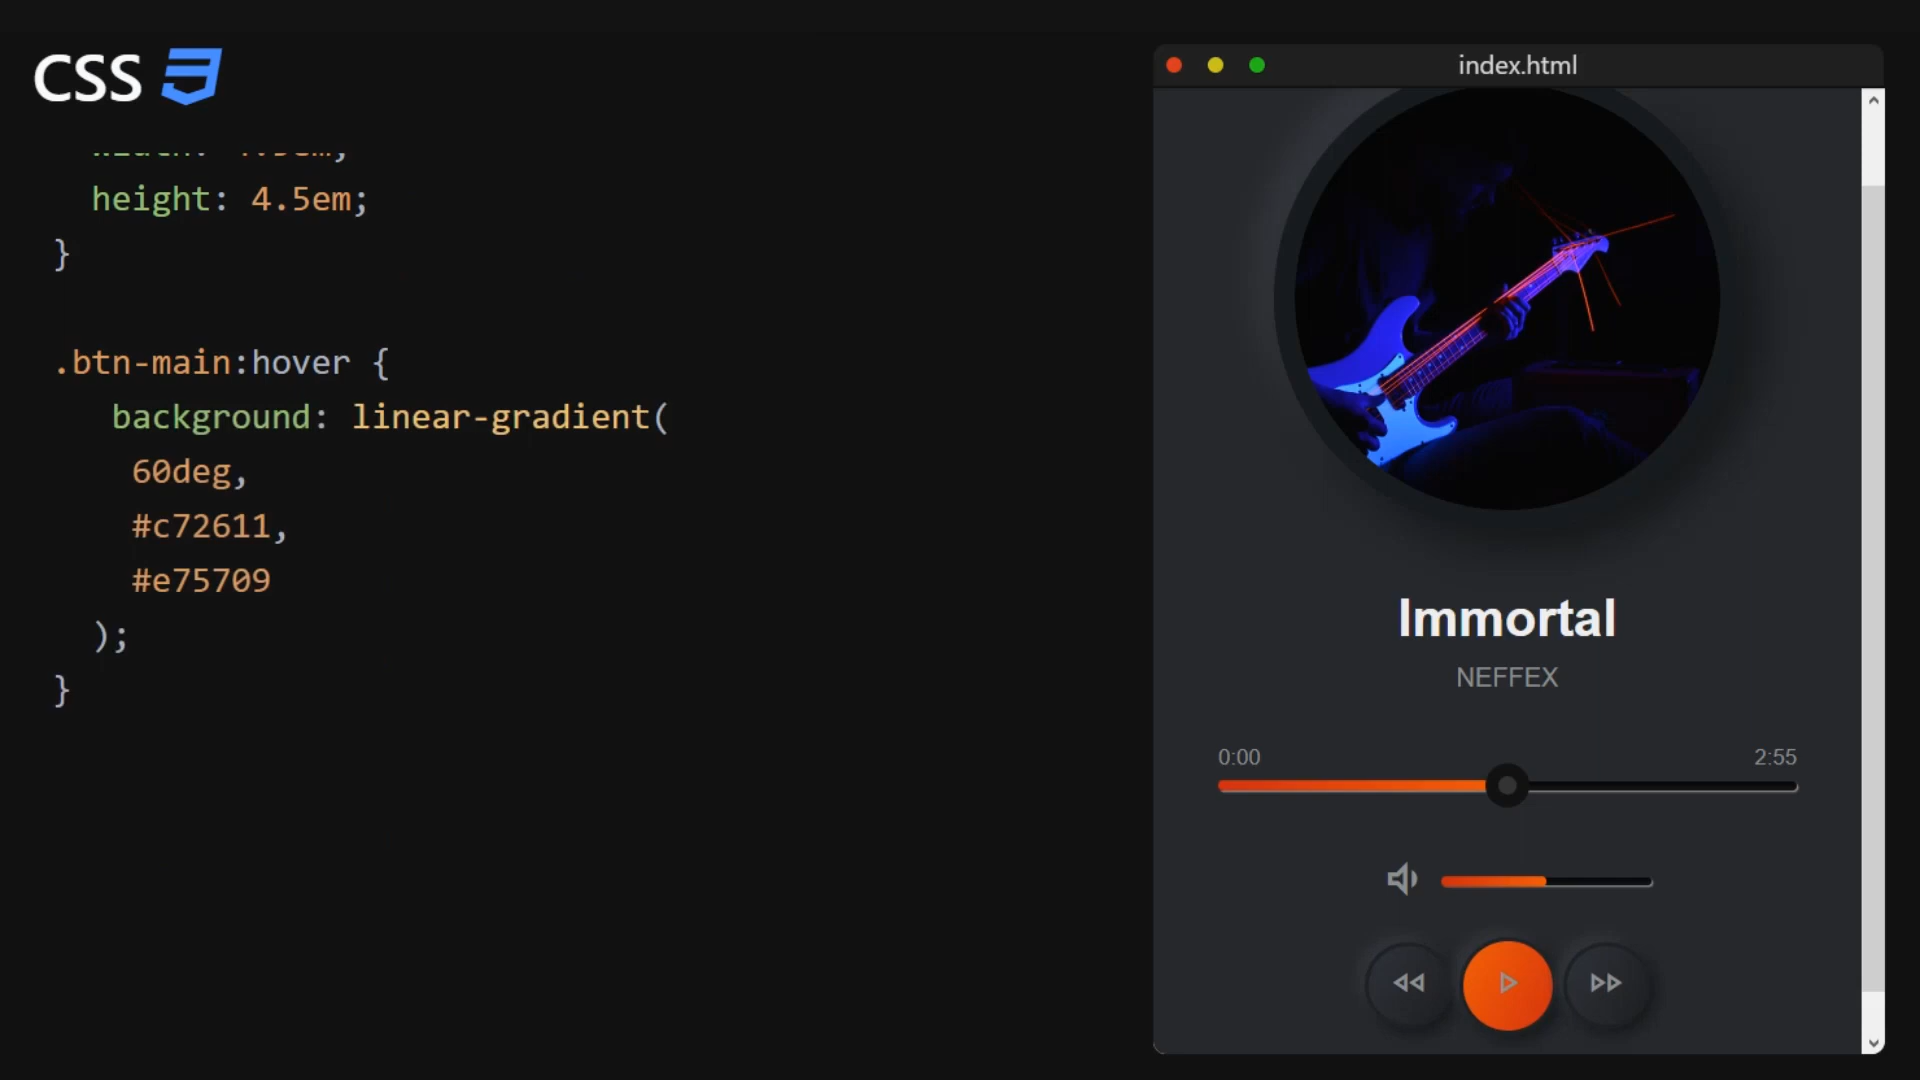 CSS
height: 4.5em;
}
.btn-main:hover {
background: linear-gradient(
60deg,
#c72611,
#e75709
);
}
index.html
Immortal
NEFFEX
0:00 2:55